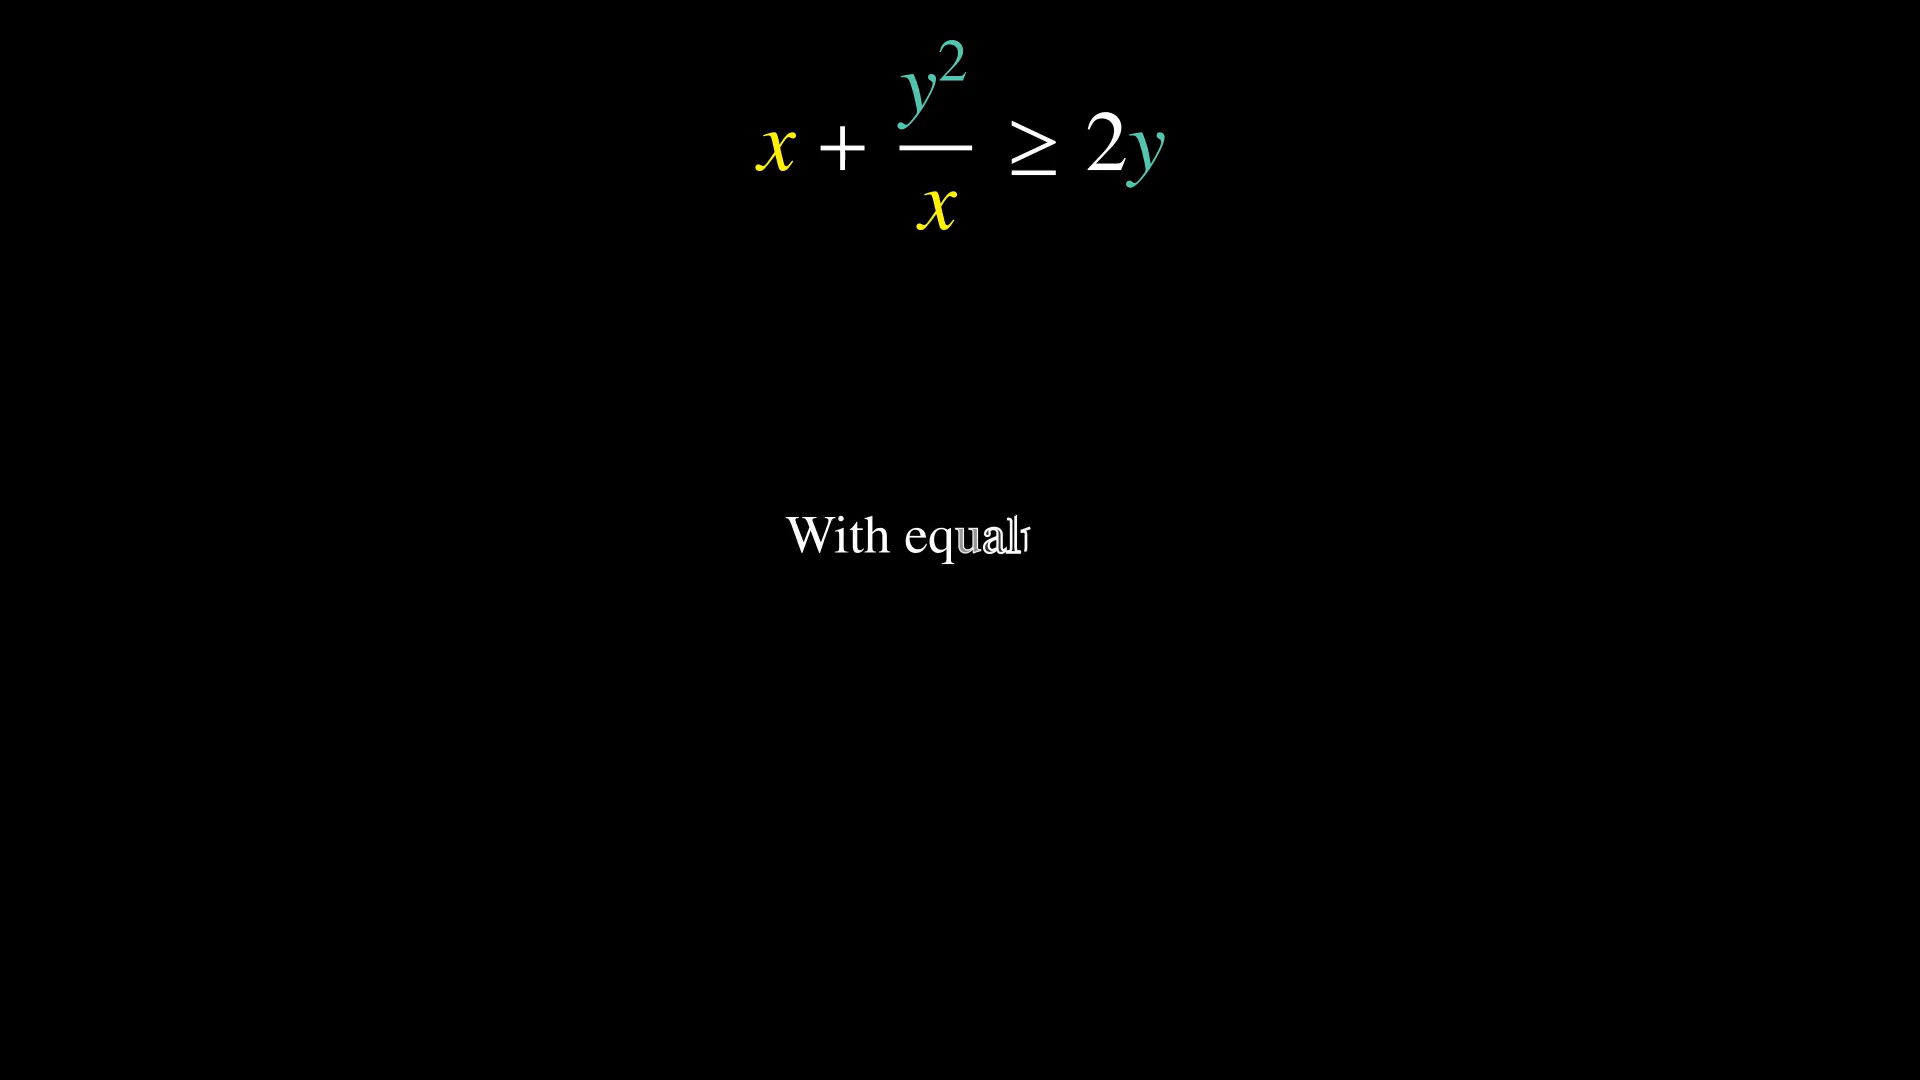 x + y²/x ≥ 2y
With equal